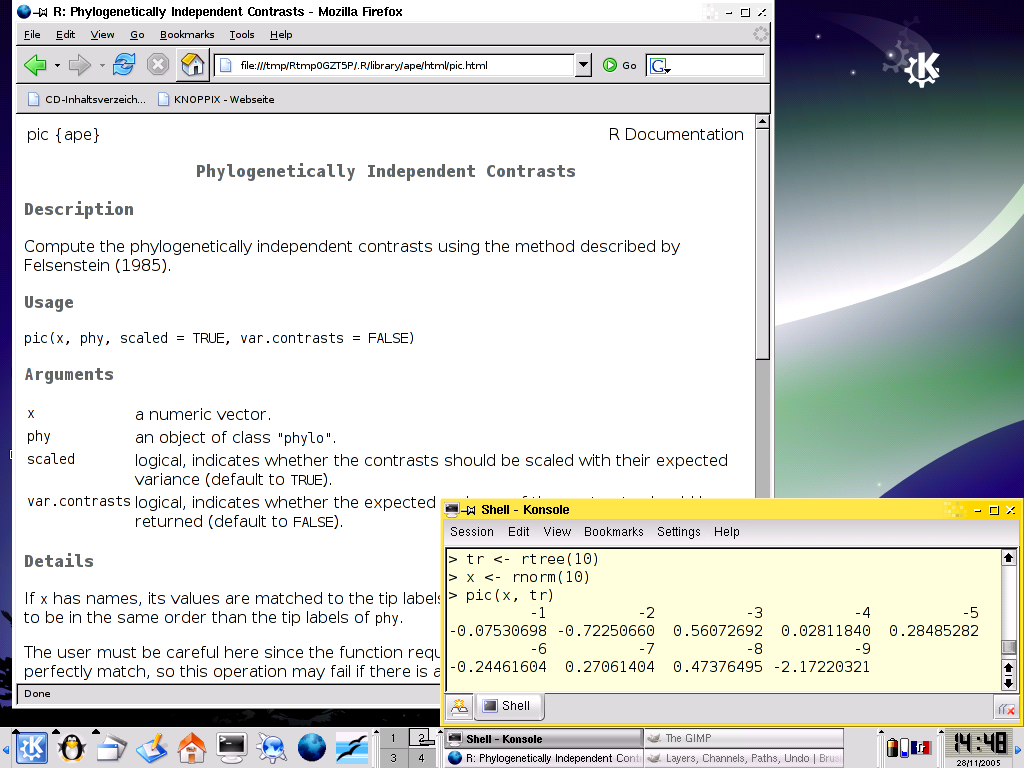 R: Phylogenetically Independent Contrasts - Mozilla Firefox
File Edit View Go Bookmarks Tools Help
file:///tmp/Rtmp0GZT5P/.R/library/ape/html/pic.html Go G
CD-Inhaltsverzeich... KNOPPIX - Webseite
pic {ape} R Documentation
Phylogenetically Independent Contrasts
Description
Compute the phylogenetically independent contrasts using the method described by
Felsenstein (1985).
Usage
pic(x, phy, scaled = TRUE, var.contrasts = FALSE)
Arguments
x a numeric vector.
phy an object of class "phylo".
scaled logical, indicates whether the contrasts should be scaled with their expected
variance (default to TRUE).
var.contrasts logical, indicates whether the expected
returned (default to FALSE).
Details
If x has names, its values are matched to the tip labels
to be in the same order than the tip labels of phy.
The user must be careful here since the function requ
perfectly match, so this operation may fail if there is a
Done
Shell - Konsole
Session Edit View Bookmarks Settings Help
> tr <- rtree(10)
> x <- rnorm(10)
> pic(x, tr)
-1 -2 -3 -4 -5
-0.07530698 -0.72250660 0.56072692 0.02811840 0.28485282
-6 -7 -8 -9
-0.24461604 0.27061404 0.47376495 -2.17220321
Shell
1 2 Shell - Konsole The GIMP
3 4 R: Phylogenetically Independent Cont Layers, Channels, Paths, Undo | Brus
14:48
28/11/2005